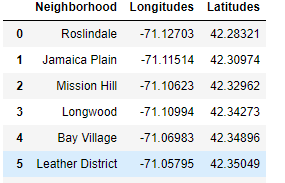 Neighborhood Longitudes Latitudes
0 Roslindale -71.12703 42.28321
1 Jamaica Plain -71.11514 42.30974
2 Mission Hill -71.10623 42.32962
3 Longwood -71.10994 42.34273
4 Bay Village -71.06983 42.34896
5 Leather District -71.05795 42.35049